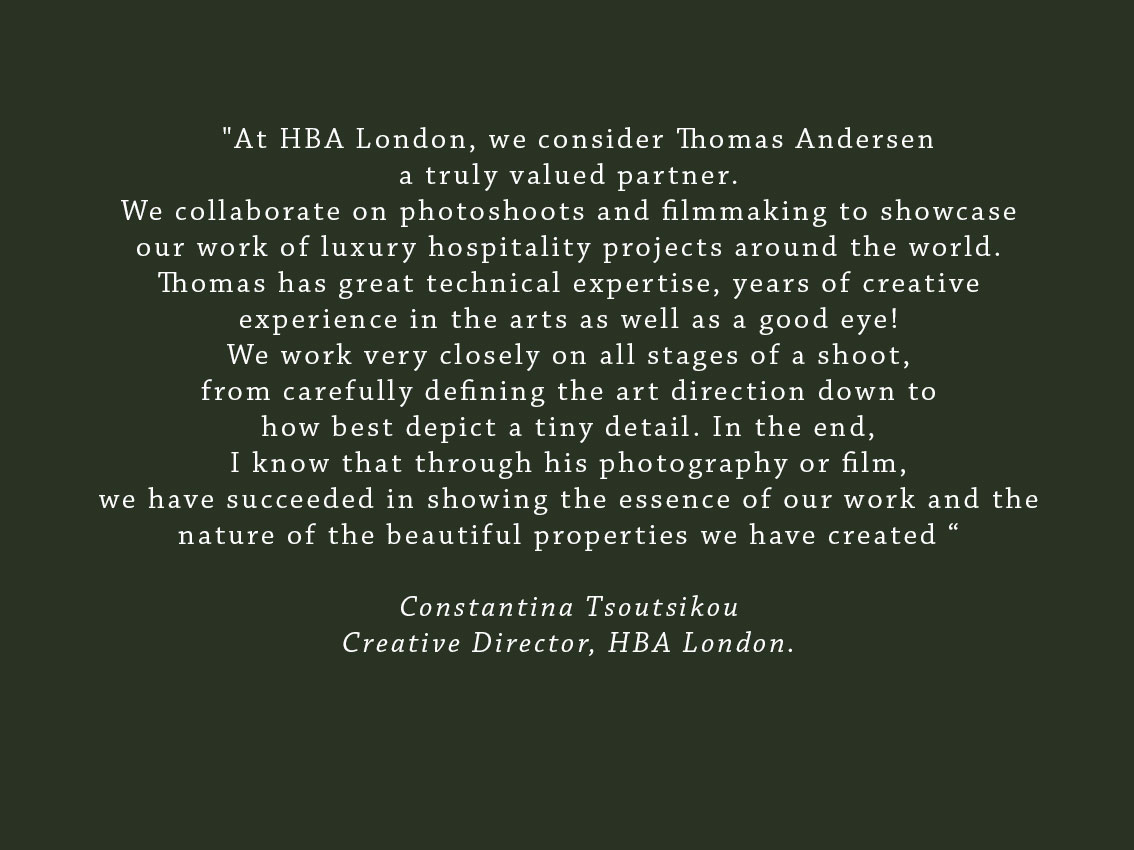 "At HBA London, we consider Thomas Andersen
a truly valued partner.
We collaborate on photoshoots and filmmaking to showcase
our work of luxury hospitality projects around the world.
Thomas has great technical expertise, years of creative
experience in the arts as well as a good eye!
We work very closely on all stages of a shoot,
from carefully defining the art direction down to
how best depict a tiny detail. In the end,
I know that through his photography or film,
we have succeeded in showing the essence of our work and the
nature of the beautiful properties we have created “
Constantina Tsoutsikou
Creative Director, HBA London.